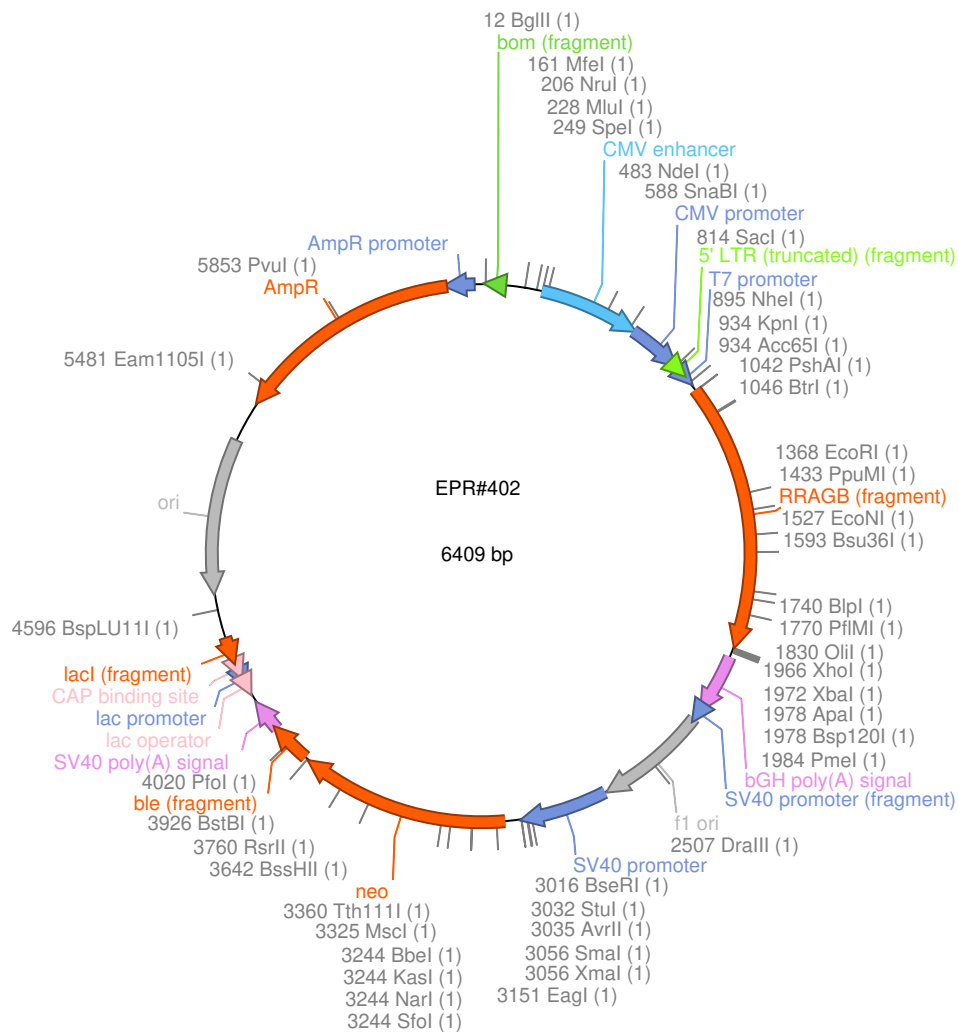 12 BglII (1)
bom (fragment)
161 MfeI (1)
206 NruI (1)
228 MluI (1)
249 SpeI (1)
CMV enhancer
483 NdeI (1)
588 SnaBI (1)
CMV promoter
814 SacI (1)
5' LTR (truncated) (fragment)
T7 promoter
895 NheI (1)
934 KpnI (1)
934 Acc65I (1)
1042 PshAI (1)
1046 BtrI (1)
1368 EcoRI (1)
1433 PpuMI (1)
RRAGB (fragment)
1527 EcoNI (1)
1593 Bsu36I (1)
1740 BlpI (1)
1770 PflMI (1)
1830 OliI (1)
1966 XhoI (1)
1972 XbaI (1)
1978 ApaI (1)
1978 Bsp120I (1)
1984 PmeI (1)
bGH poly(A) signal
SV40 promoter (fragment)
f1 ori
2507 DraIII (1)
SV40 promoter
3016 BseRI (1)
3032 StuI (1)
3035 AvrII (1)
3056 SmaI (1)
3056 XmaI (1)
3151 EagI (1)
3244 SfoI (1)
3244 NarI (1)
3244 KasI (1)
3244 BbeI (1)
3325 MscI (1)
3360 Tth111I (1)
neo
3642 BssHII (1)
3760 RsrII (1)
3926 BstBI (1)
ble (fragment)
4020 PfoI (1)
SV40 poly(A) signal
lac operator
lac promoter
CAP binding site
lacI (fragment)
4596 BspLU11I (1)
ori
5481 Eam1105I (1)
AmpR
5853 PvuI (1)
AmpR promoter
EPR#402
6409 bp